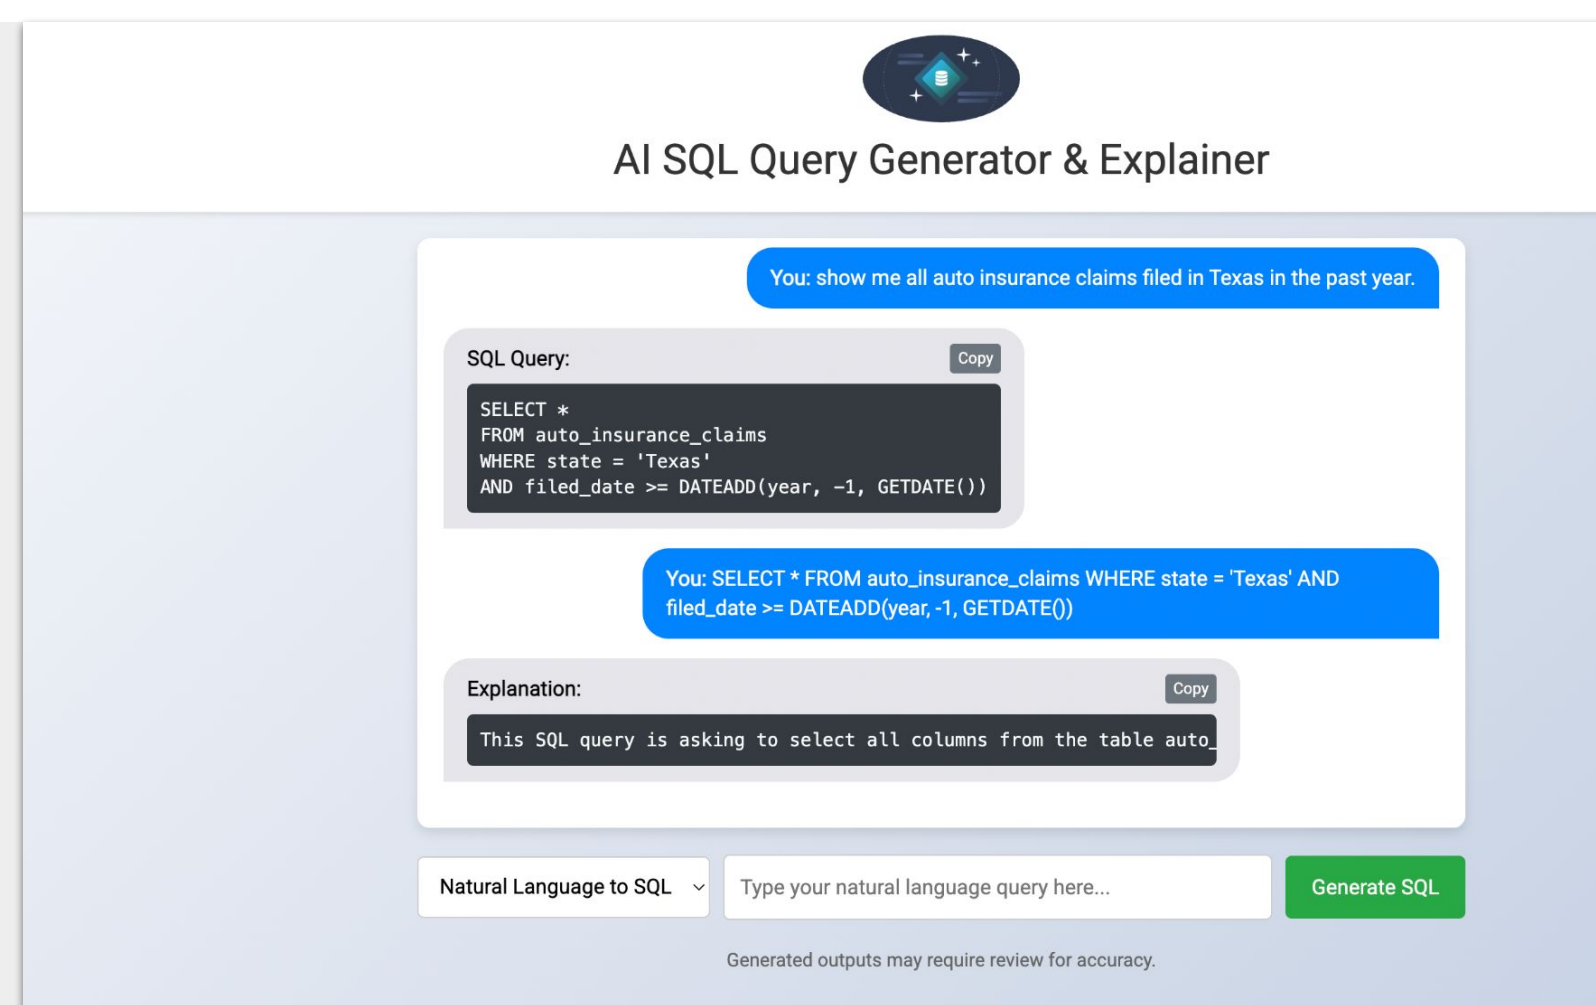 AI SQL Query Generator & Explainer
You: show me all auto insurance claims filed in Texas in the past year.
SQL Query:
Copy
SELECT *
FROM auto_insurance_claims
WHERE state = 'Texas'
AND filed_date >= DATEADD(year, -1, GETDATE())
You: SELECT * FROM auto_insurance_claims WHERE state = 'Texas' AND
filed_date >= DATEADD(year, -1, GETDATE())
Explanation:
Copy
This SQL query is asking to select all columns from the table auto_
Natural Language to SQL
Type your natural language query here...
Generate SQL
Generated outputs may require review for accuracy.